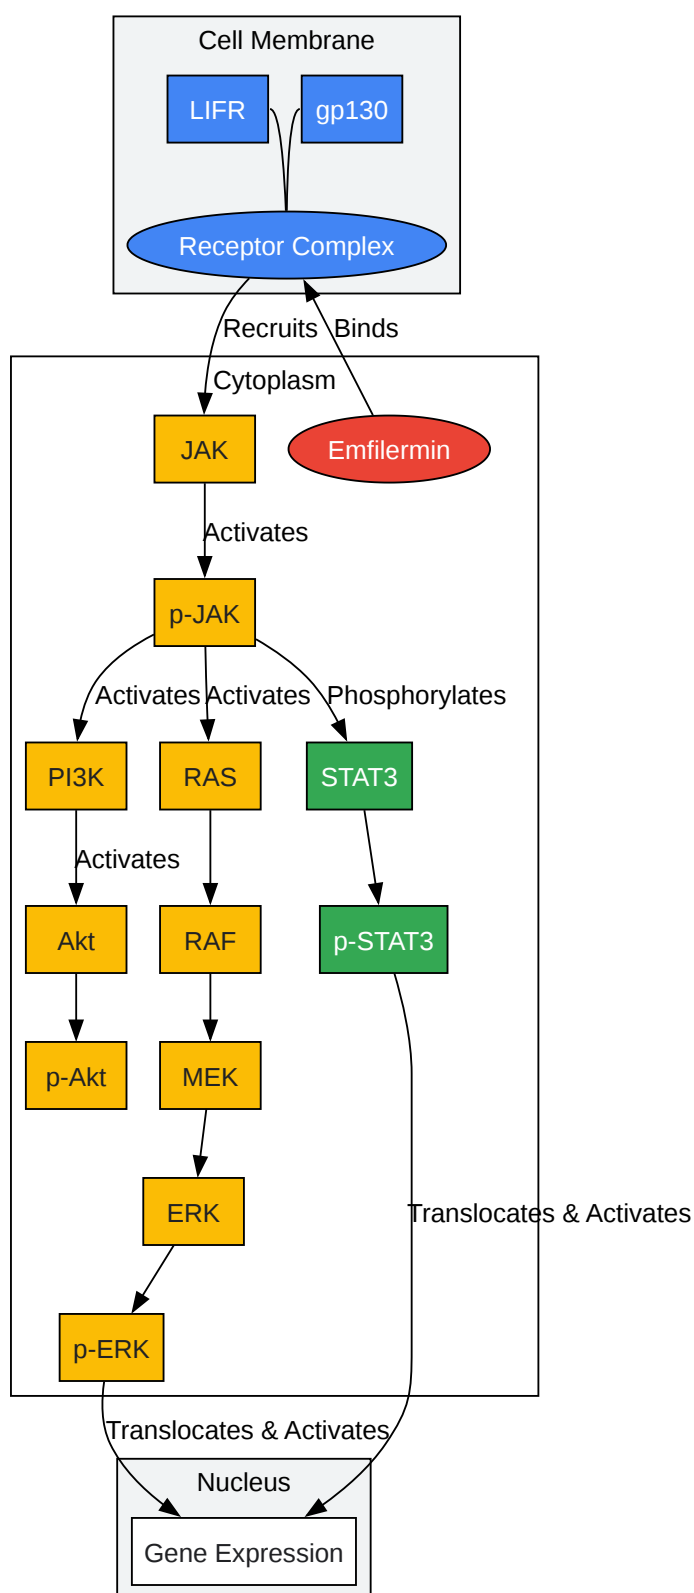 Cell Membrane
LIFR
gp130
Receptor Complex
Recruits
Binds
Cytoplasm
JAK
Emfilermin
Activates
p-JAK
Activates
Activates
Phosphorylates
PI3K
RAS
STAT3
Activates
Akt
RAF
p-STAT3
p-Akt
MEK
ERK
Translocates & Activates
p-ERK
Translocates & Activates
Nucleus
Gene Expression